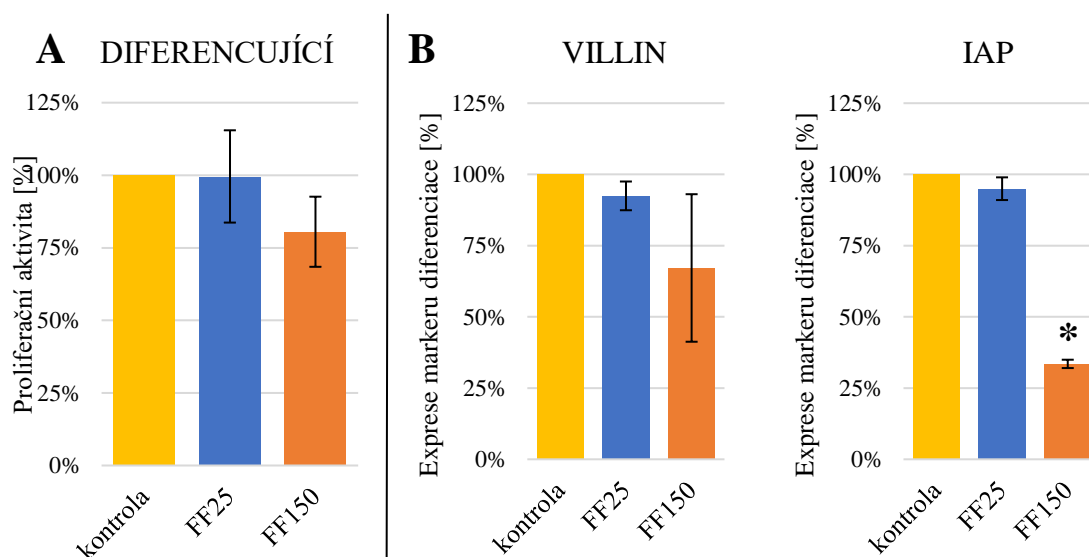 A DIFERENCUJÍCÍ
Proliferační aktivita [%]
125%
100%
75%
50%
25%
0%
kontrola
FF25
FF150
B VILLIN
Exprese markeru diferenciace [%]
125%
100%
75%
50%
25%
0%
kontrola
FF25
FF150
IAP
Exprese markeru diferenciace [%]
125%
100%
75%
50%
25%
0%
*
kontrola
FF25
FF150